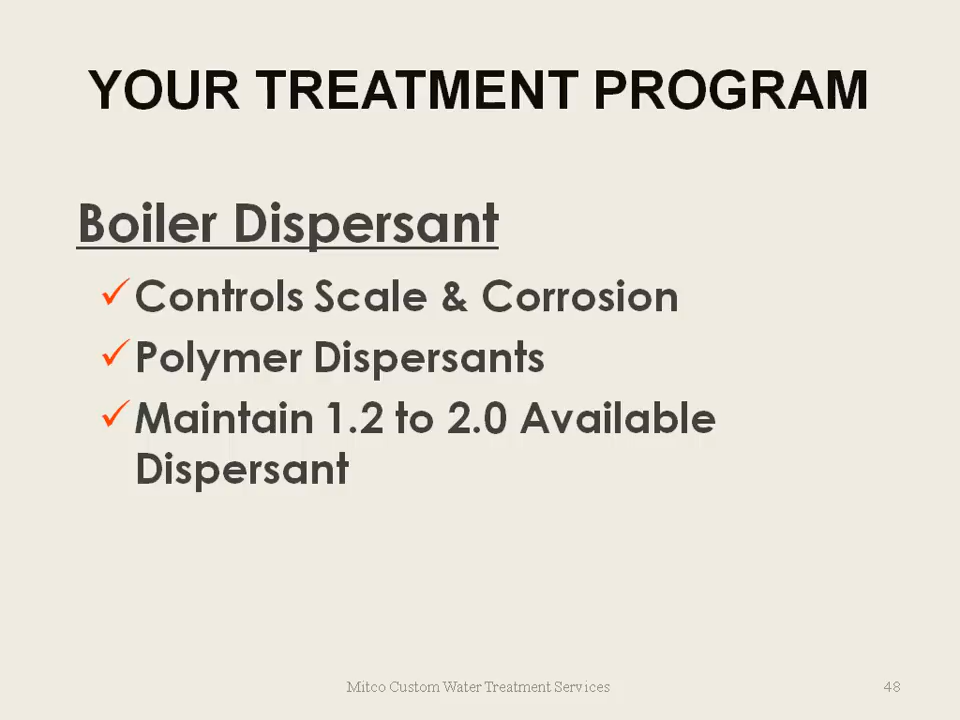 YOUR TREATMENT PROGRAM
Boiler Dispersant
✓Controls Scale & Corrosion
✓Polymer Dispersants
✓Maintain 1.2 to 2.0 Available
Dispersant
Mitco Custom Water Treatment Services
48